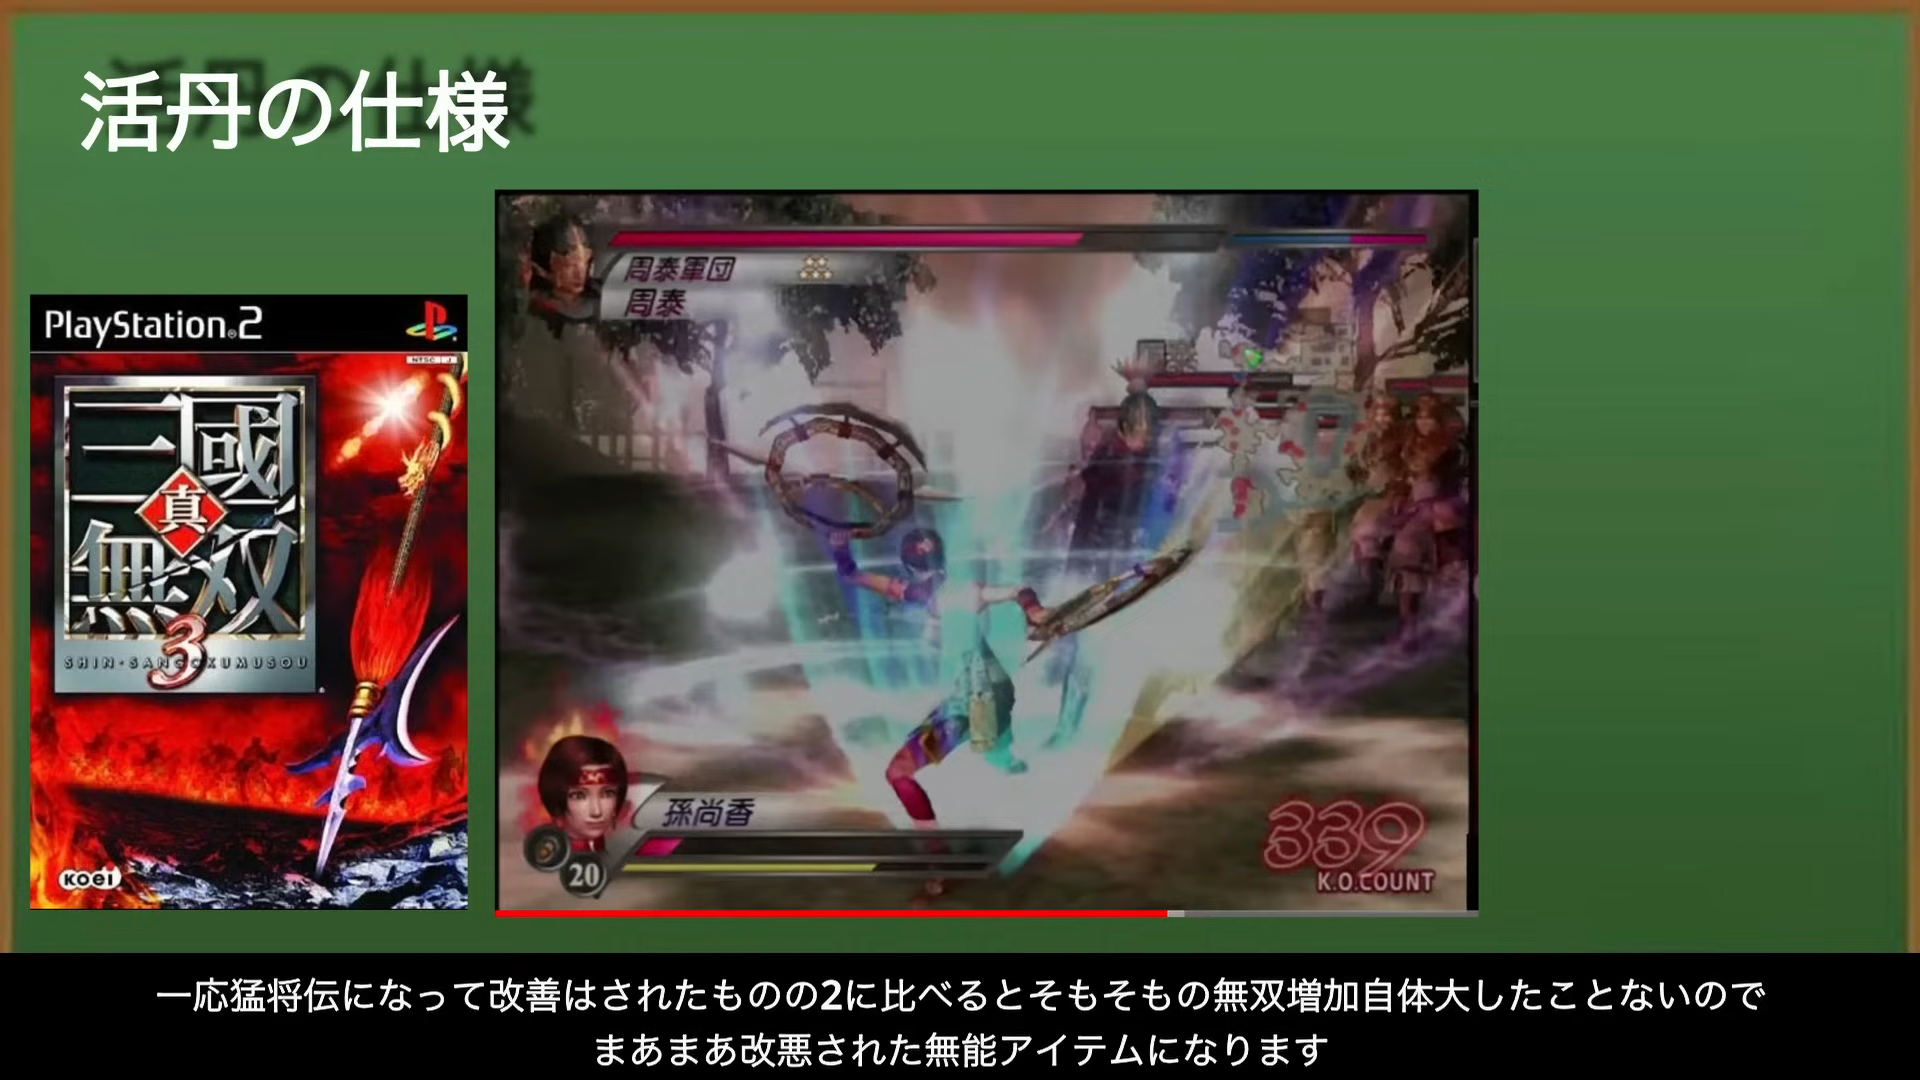 活丹の仕様
PlayStation®2
NTSC J
三國
真
無双
3
SHIN・SANGOKUMUSOU
KOEI
周泰軍団
周泰
孫尚香
20
339
K.O.COUNT
一応猛将伝になって改善はされたものの2に比べるとそもそもの無双増加自体大したことないので
まあまあ改悪された無能アイテムになります